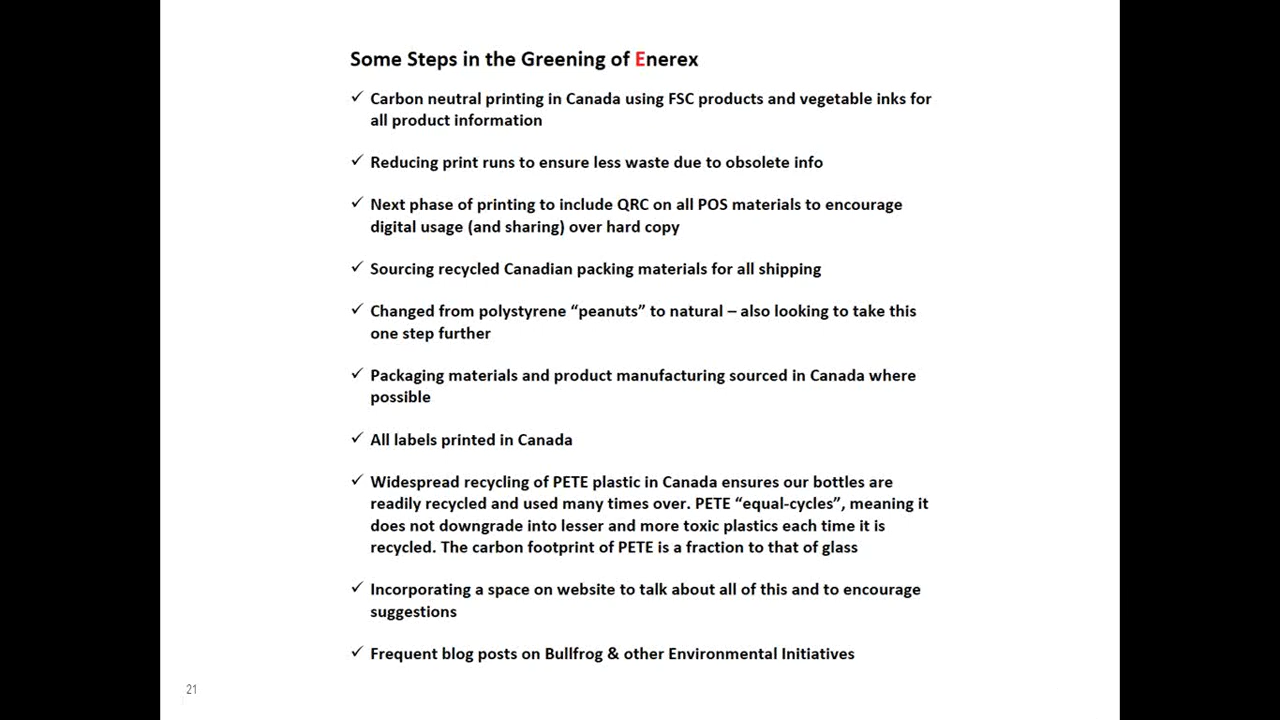 Some Steps in the Greening of Enerex
✓ Carbon neutral printing in Canada using FSC products and vegetable inks for
all product information
✓ Reducing print runs to ensure less waste due to obsolete info
✓ Next phase of printing to include QRC on all POS materials to encourage
digital usage (and sharing) over hard copy
✓ Sourcing recycled Canadian packing materials for all shipping
✓ Changed from polystyrene “peanuts” to natural – also looking to take this
one step further
✓ Packaging materials and product manufacturing sourced in Canada where
possible
✓ All labels printed in Canada
✓ Widespread recycling of PETE plastic in Canada ensures our bottles are
readily recycled and used many times over. PETE “equal-cycles”, meaning it
does not downgrade into lesser and more toxic plastics each time it is
recycled. The carbon footprint of PETE is a fraction to that of glass
✓ Incorporating a space on website to talk about all of this and to encourage
suggestions
✓ Frequent blog posts on Bullfrog & other Environmental Initiatives
21